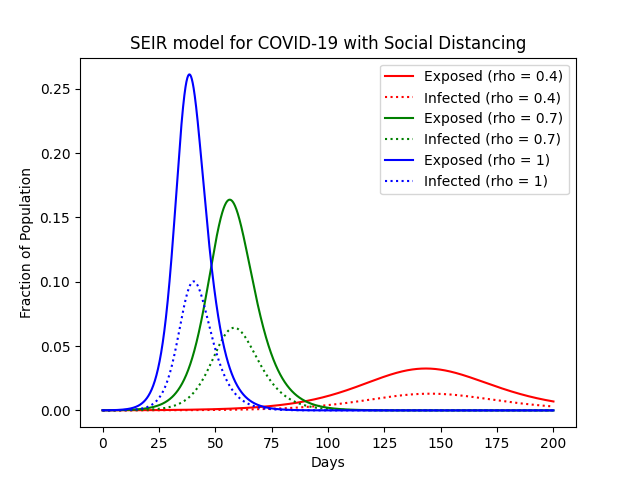 SEIR model for COVID-19 with Social Distancing
Exposed (rho = 0.4)
Infected (rho = 0.4)
Exposed (rho = 0.7)
Infected (rho = 0.7)
Exposed (rho = 1)
Infected (rho = 1)
Fraction of Population
0.25
0.20
0.15
0.10
0.05
0.00
0 25 50 75 100 125 150 175 200
Days